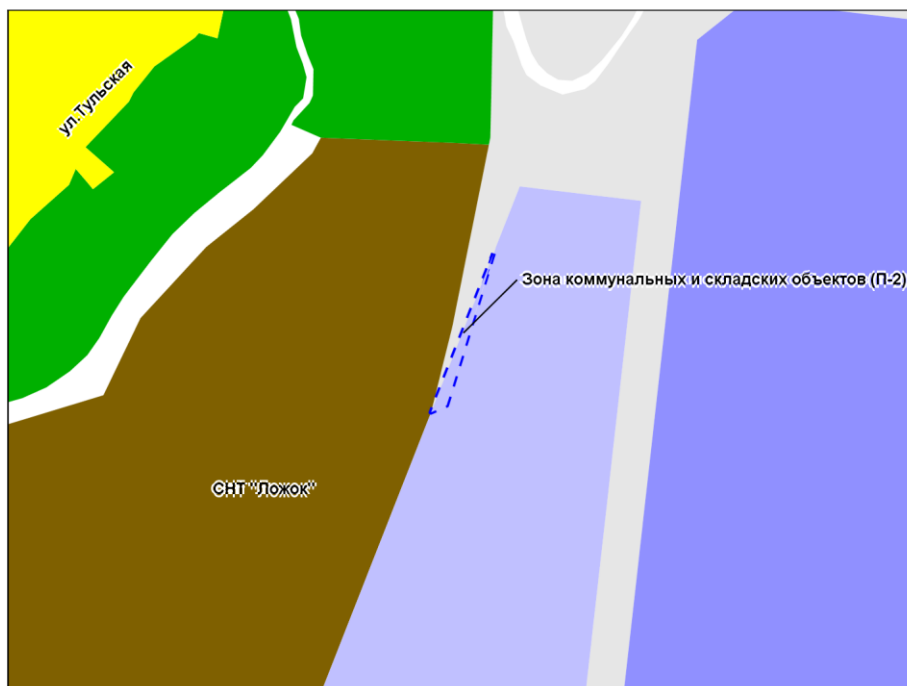 ул.Тульская
Зона коммунальных и складских объектов (П-2)
СНТ "Ложок"